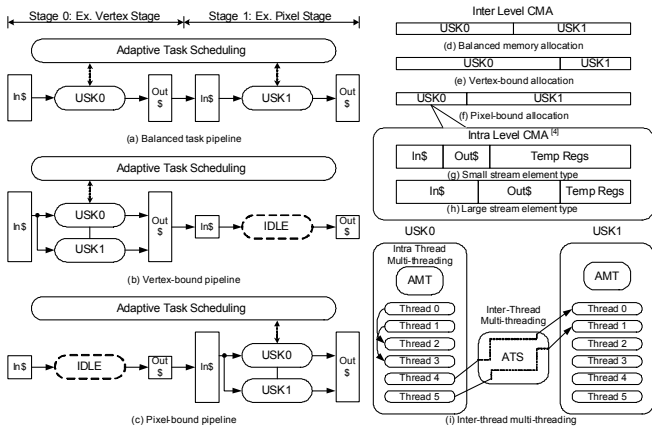 Stage 0: Ex. Vertex Stage
Stage 1: Ex. Pixel Stage
Adaptive Task Scheduling
In$
USK0
Out $
In$
USK1
Out $
(a) Balanced task pipeline
Adaptive Task Scheduling
In$
USK0
USK1
Out $
In$
IDLE
Out $
(b) Vertex-bound pipeline
Adaptive Task Scheduling
In$
IDLE
Out $
In$
USK0
USK1
Out $
(c) Pixel-bound pipeline
Inter Level CMA
USK0
USK1
(d) Balanced memory allocation
USK0
USK1
(e) Vertex-bound allocation
USK0
USK1
(f) Pixel-bound allocation
Intra Level CMA [4]
In$
Out$
Temp Regs
(g) Small stream element type
In$
Out$
Temp Regs
(h) Large stream element type
USK0
Intra Thread
Multi-threading
AMT
Thread 0
Thread 1
Thread 2
Thread 3
Thread 4
Thread 5
Inter-Thread
Multi-threading
ATS
USK1
AMT
Thread 0
Thread 1
Thread 2
Thread 3
Thread 4
Thread 5
(i) Inter-thread multi-threading